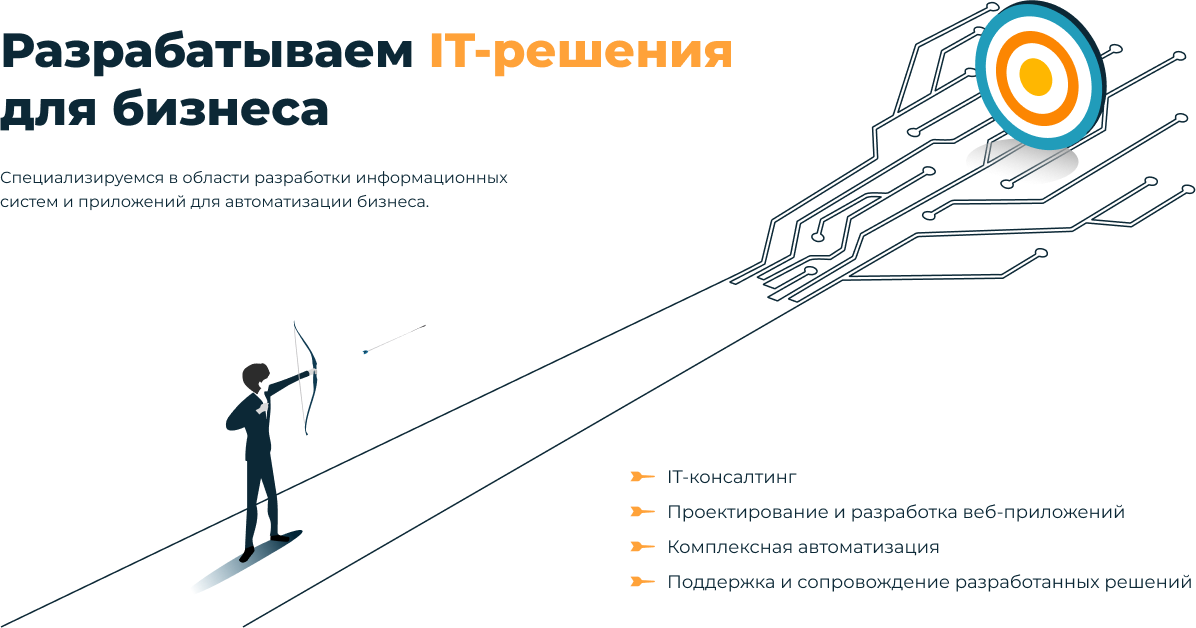 Разрабатываем IT-решения
для бизнеса
Специализируемся в области разработки информационных
систем и приложений для автоматизации бизнеса.
IT-консалтинг
Проектирование и разработка веб-приложений
Комплексная автоматизация
Поддержка и сопровождение разработанных решений